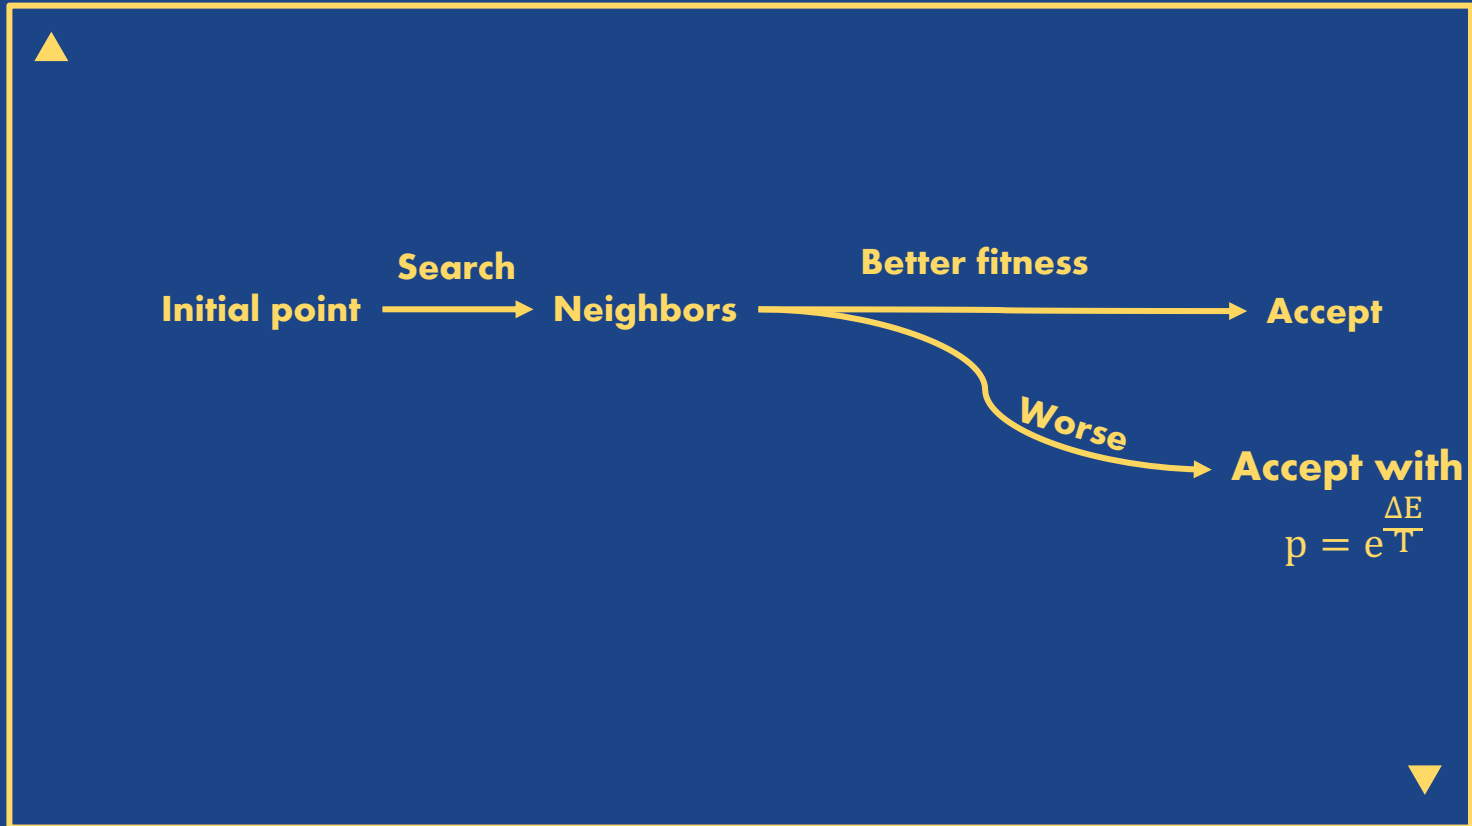 Search
Better fitness
Initial point
Neighbors
Accept
Worse
Accept with
p = e^(ΔE/T)